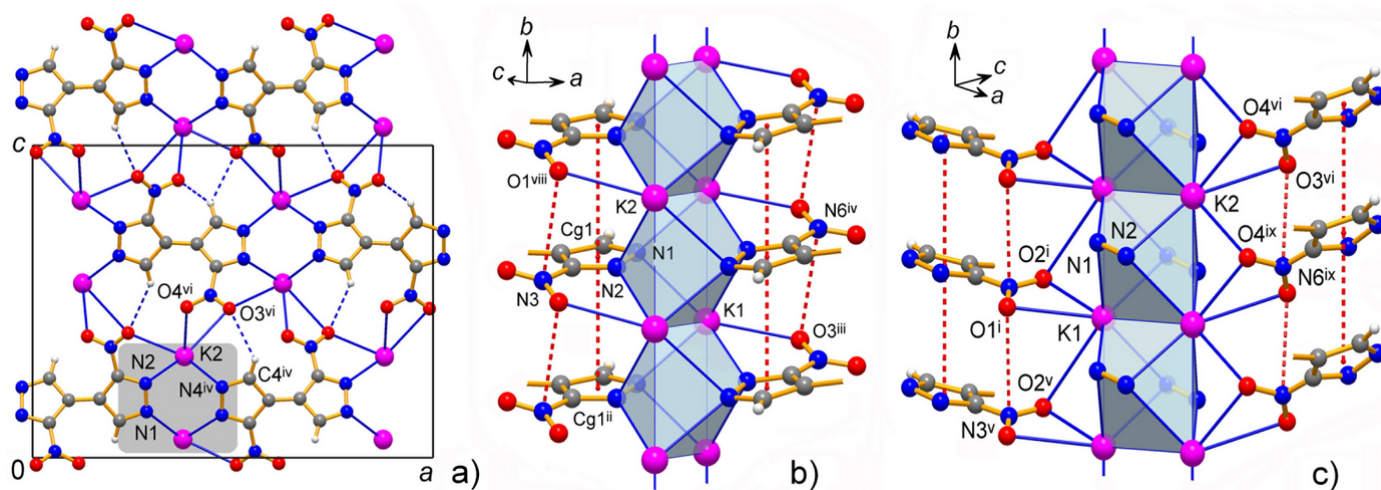 c
O4vi
O3vi
N2
K2
C4iv
N4iv
N1
0
a
a)
b
c
a
O1viii
K2
N6iv
Cg1
N1
N3
N2
K1
O3iii
Cg1ii
b)
b
c
a
O4vi
O3vi
K2
N2
O4ix
O2i
N1
N6ix
O1i
K1
O2v
N3v
c)